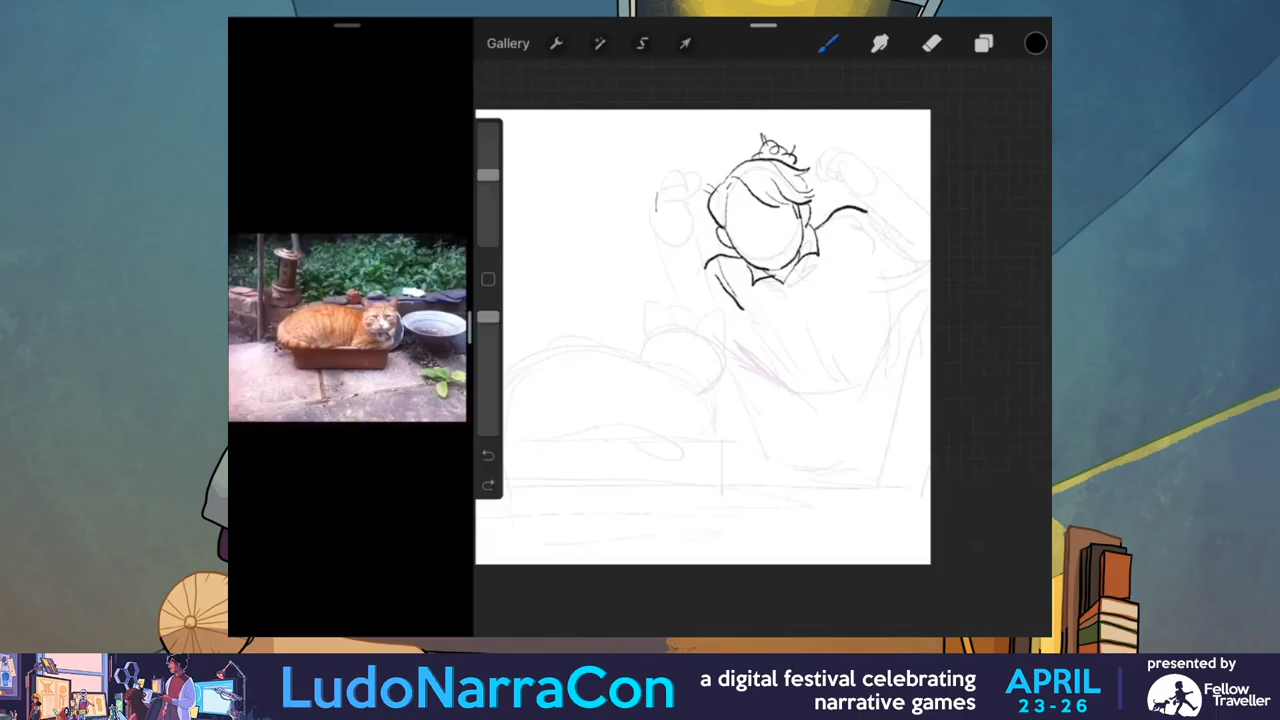 Gallery
LudoNarraCon
a digital festival celebrating
narrative games
APRIL
23-26
presented by
Fellow
Traveller